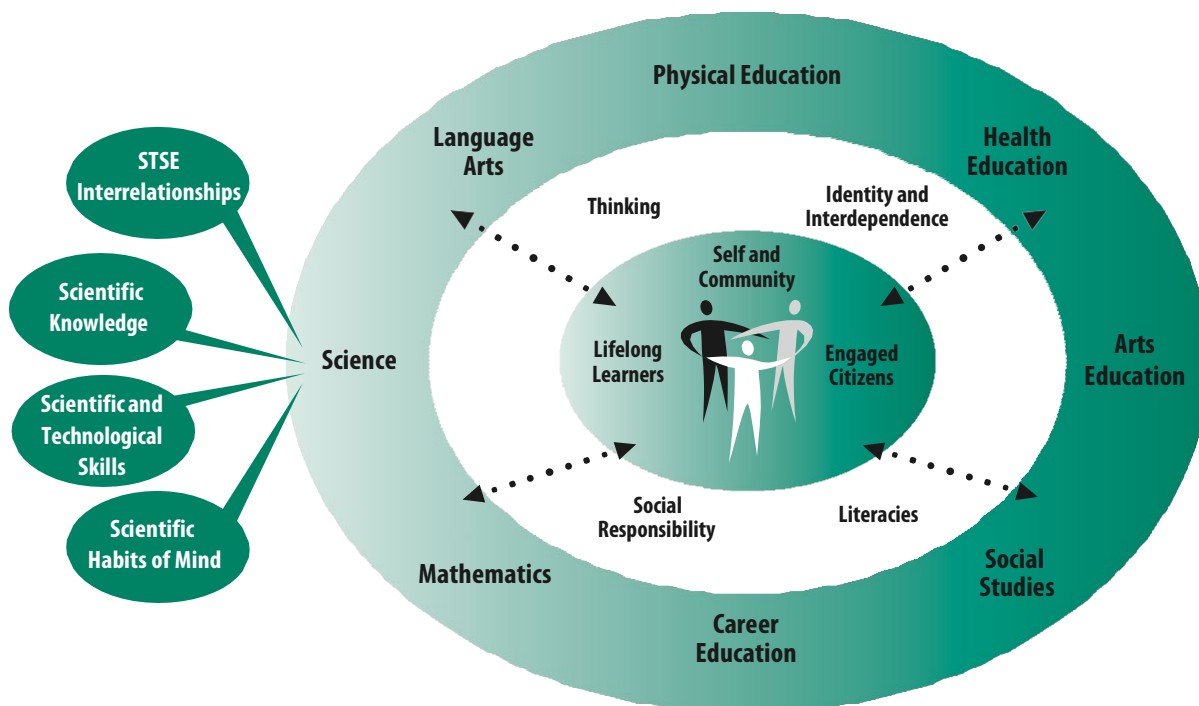 Physical Education
Language
Arts
Health
Education
STSE
Interrelationships
Thinking
Identity and
Interdependence
Self and
Community
Scientific
Knowledge
Science
Lifelong
Learners
Engaged
Citizens
Arts
Education
Scientific and
Technological
Skills
Social
Responsibility
Literacies
Scientific
Habits of Mind
Mathematics
Social
Studies
Career
Education